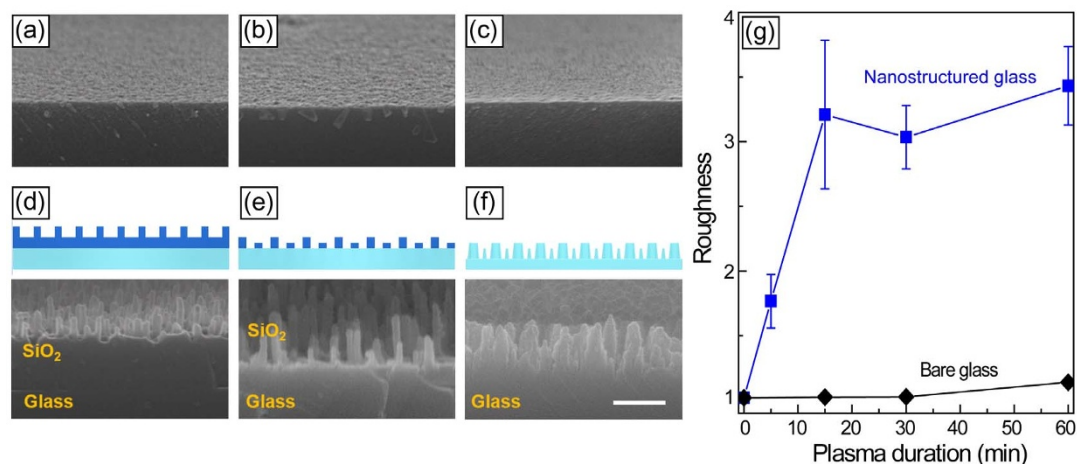 (a)
(b)
(c)
(d)
(e)
(f)
SiO₂
Glass
SiO₂
Glass
Glass
(g)
4
3
2
1
Roughness
Nanostructured glass
Bare glass
0 10 20 30 40 50 60
Plasma duration (min)